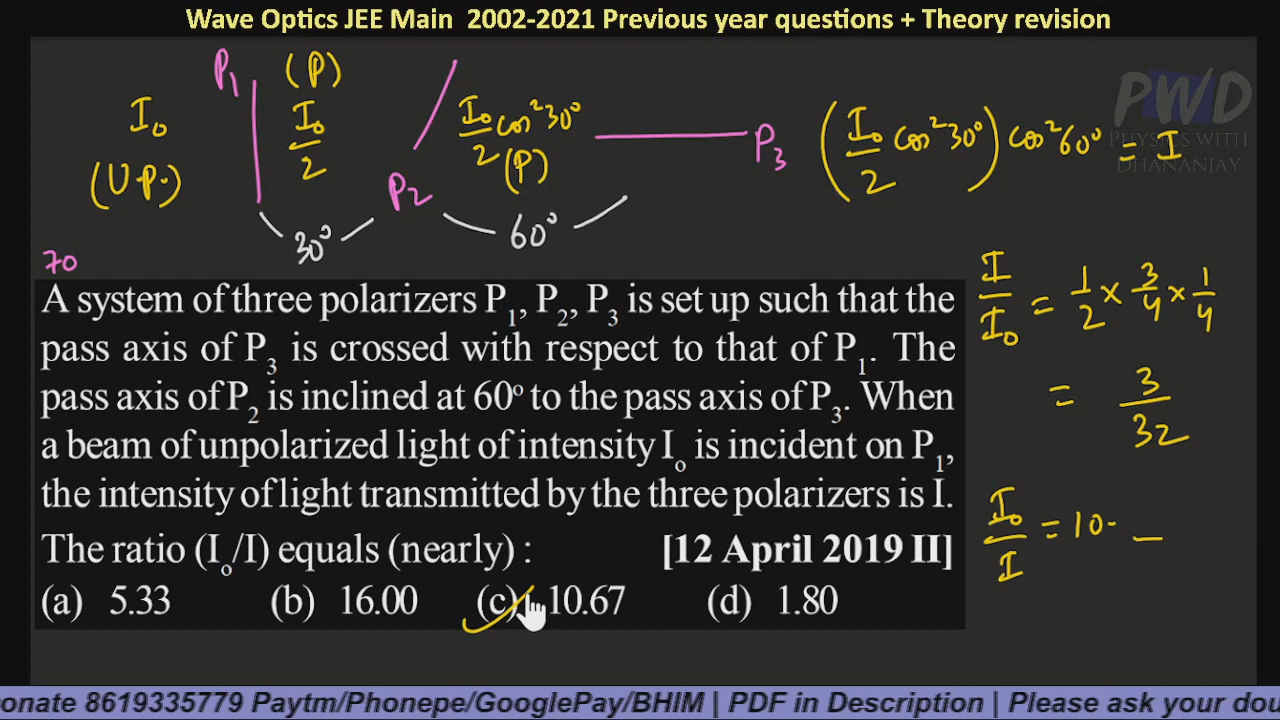 Wave Optics JEE Main 2002-2021 Previous year questions + Theory revision
PWD
PHYSICS WITH
DHANANJAY
I₀
(U.P.)
P₁
(P)
I₀/2
P₂
I₀/2 cos²30°
(P)
P₃
(I₀/2 cos²30°) cos²60° = I
30°
60°
70
A system of three polarizers P₁, P₂, P₃ is set up such that the
pass axis of P₃ is crossed with respect to that of P₁. The
pass axis of P₂ is inclined at 60° to the pass axis of P₃. When
a beam of unpolarized light of intensity I₀ is incident on P₁,
the intensity of light transmitted by the three polarizers is I.
The ratio (I₀/I) equals (nearly) : [12 April 2019 II]
(a) 5.33 (b) 16.00 (c) 10.67 (d) 1.80
I/I₀ = 1/2 × 3/4 × 1/4
= 3/32
I₀/I = 10. _
onate 8619335779 Paytm/Phonepe/GooglePay/BHIM | PDF in Description | Please ask your dou